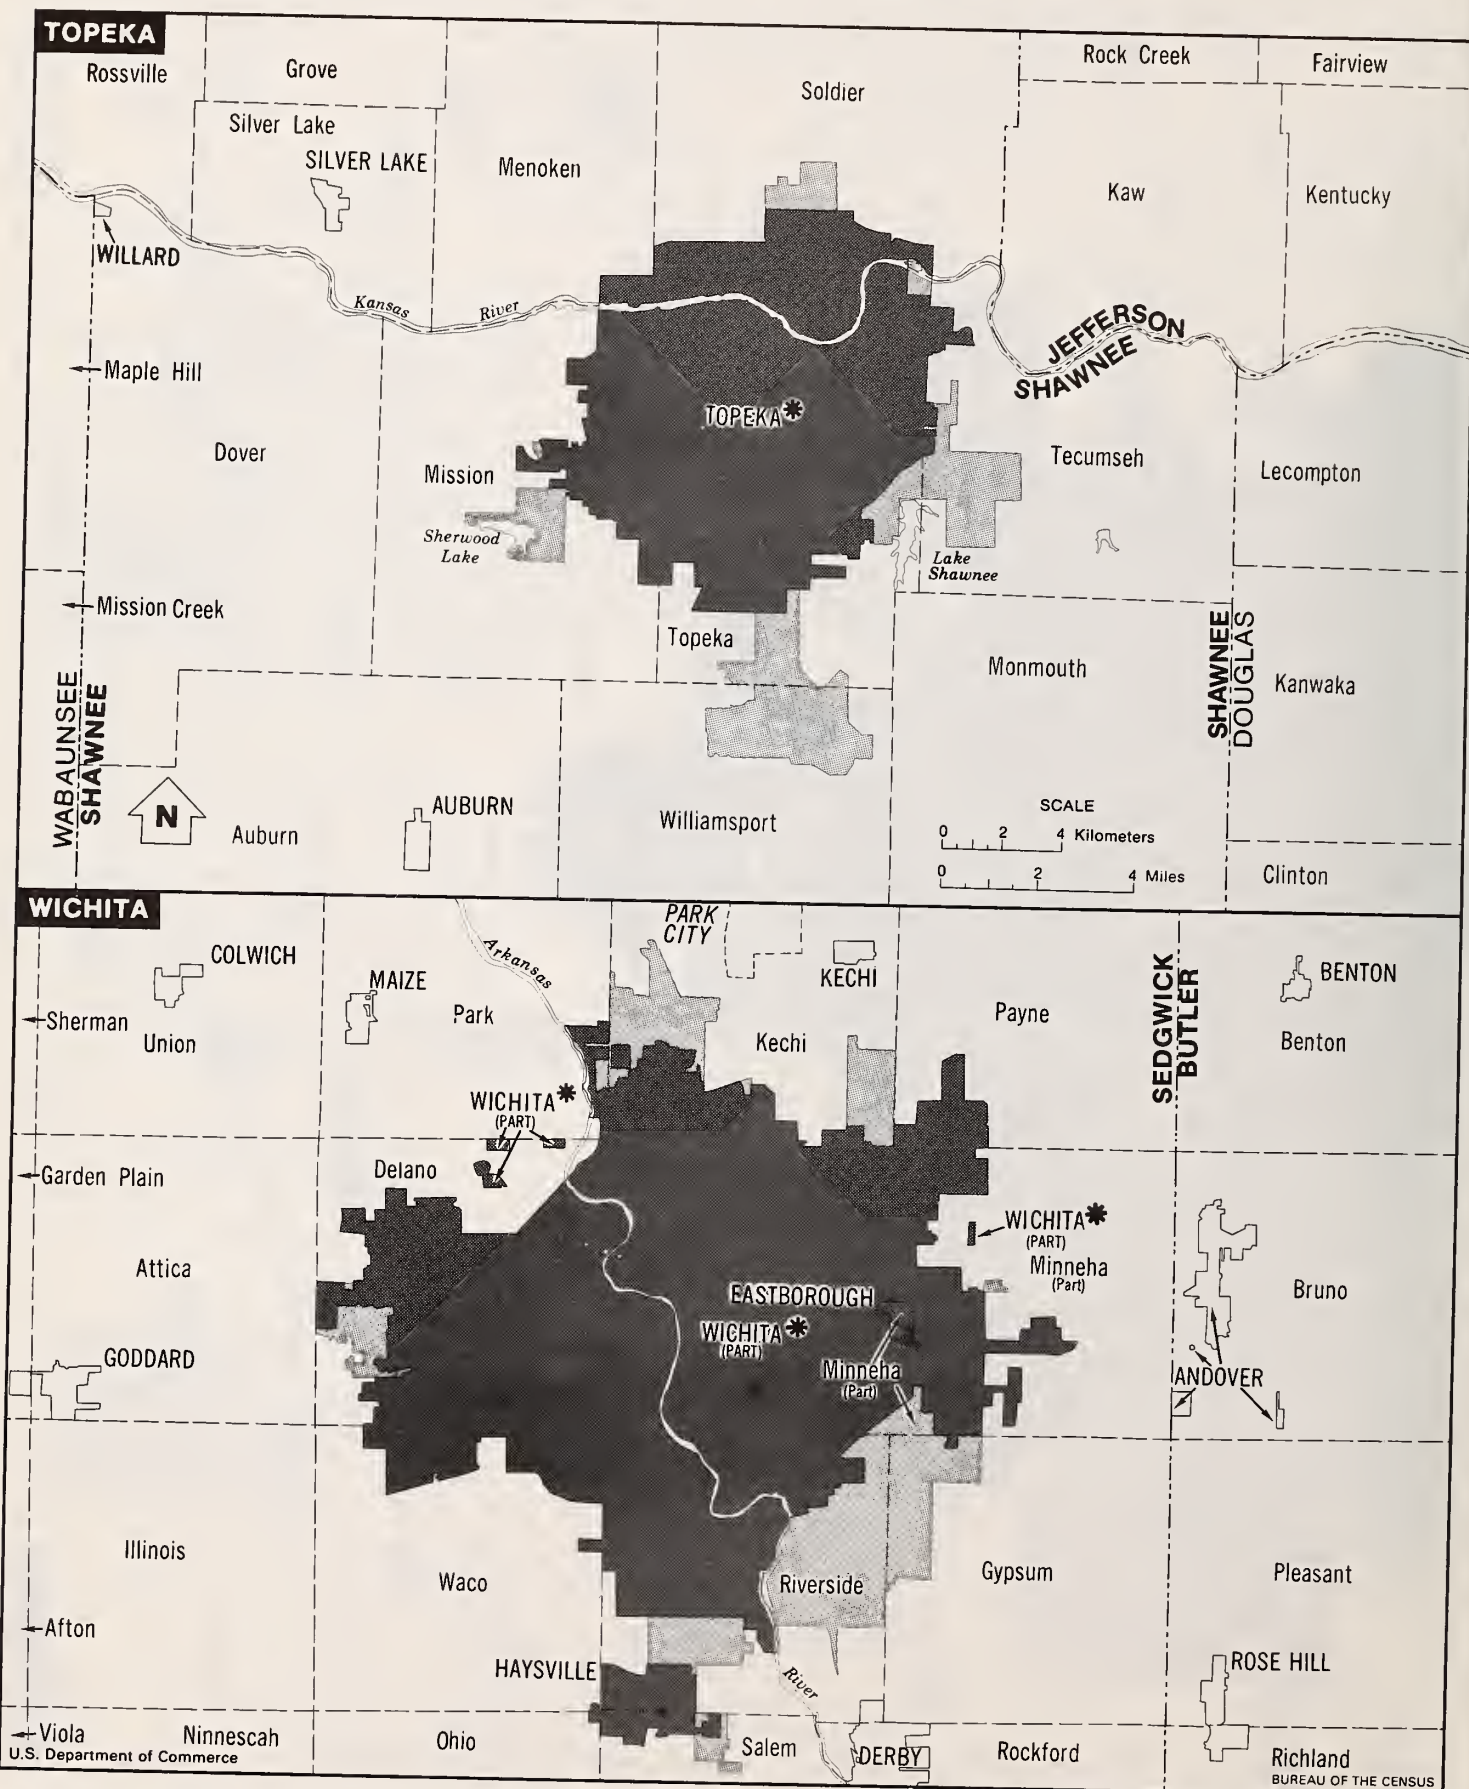 TOPEKA
Rossville
Grove
Soldier
Rock Creek
Fairview
Silver Lake
SILVER LAKE
Menoken
Kaw
Kentucky
WILLARD
Kansas
River
JEFFERSON
SHAWNEE
Maple Hill
TOPEKA*
Dover
Mission
Tecumseh
Lecompton
Sherwood
Lake
Lake
Shawnee
Mission Creek
Topeka
Monmouth
SHAWNEE
DOUGLAS
Kanwaka
WABAUNSEE
SHAWNEE
N
Auburn
AUBURN
Williamsport
SCALE
0 2 4 Kilometers
0 2 4 Miles
Clinton
WICHITA
PARK
CITY
Arkansas
COLWICH
MAIZE
KECHI
SEDGWICK
BUTLER
BENTON
Sherman
Union
Park
Kechi
Payne
Benton
WICHITA*
(PART)
Garden Plain
Delano
WICHITA*
(PART)
Attica
Minneha
(Part)
Bruno
EASTBOROUGH
WICHITA*
(PART)
GODDARD
Minneha
(Part)
ANDOVER
Illinois
Waco
Riverside
Gypsum
Pleasant
Afton
HAYSVILLE
River
ROSE HILL
Viola
Ninnescah
Ohio
Salem
DERBY
Rockford
Richland
U.S. Department of Commerce
BUREAU OF THE CENSUS